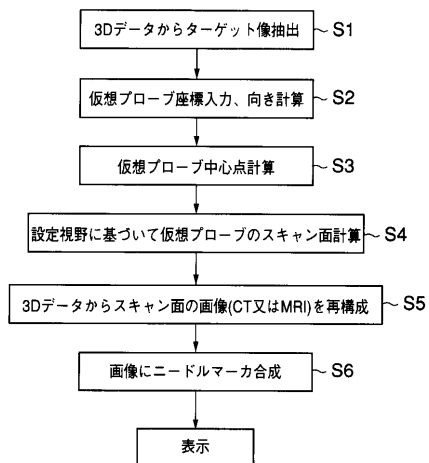 3Dデータからターゲット像抽出 ~ S1
仮想プローブ座標入力、向き計算 ~ S2
仮想プローブ中心点計算 ~ S3
設定視野に基づいて仮想プローブのスキャン面計算 ~ S4
3Dデータからスキャン面の画像(CT又はMRI)を再構成 ~ S5
画像にニードルマーカ合成 ~ S6
表示